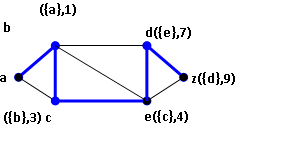 ({a},1)
b
d({e},7)
a
z({d},9)
({b},3) c
e({c},4)